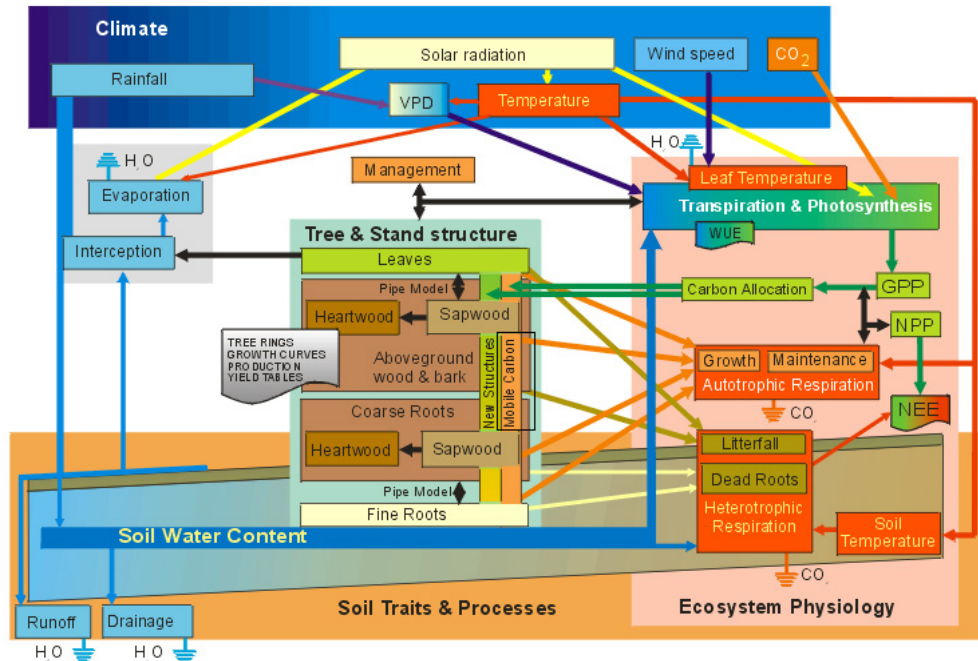 Climate
Solar radiation
Wind speed
CO2
Rainfall
VPD
Temperature
H2O
Evaporation
Interception
Management
H2O
Leaf Temperature
Transpiration & Photosynthesis
WUE
Tree & Stand structure
Leaves
Pipe Model
Heartwood
Sapwood
Aboveground
wood & bark
New Structures
Mobile Carbon
TREE RINGS
GROWTH CURVES
PRODUCTION
YIELD TABLES
Coarse Roots
Heartwood
Sapwood
Pipe Model
Fine Roots
Carbon Allocation
GPP
NPP
Growth
Maintenance
Autotrophic Respiration
CO2
NEE
Litterfall
Dead Roots
Heterotrophic
Respiration
Soil
Temperature
CO2
Soil Water Content
Soil Traits & Processes
Ecosystem Physiology
Runoff
Drainage
H2O
H2O